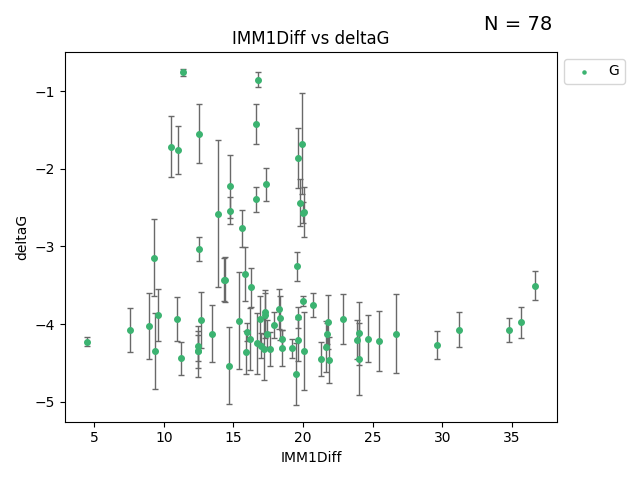 N = 78
IMM1Diff vs deltaG
G
−1
−2
−3
−4
−5
deltaG
5 10 15 20 25 30 35
IMM1Diff